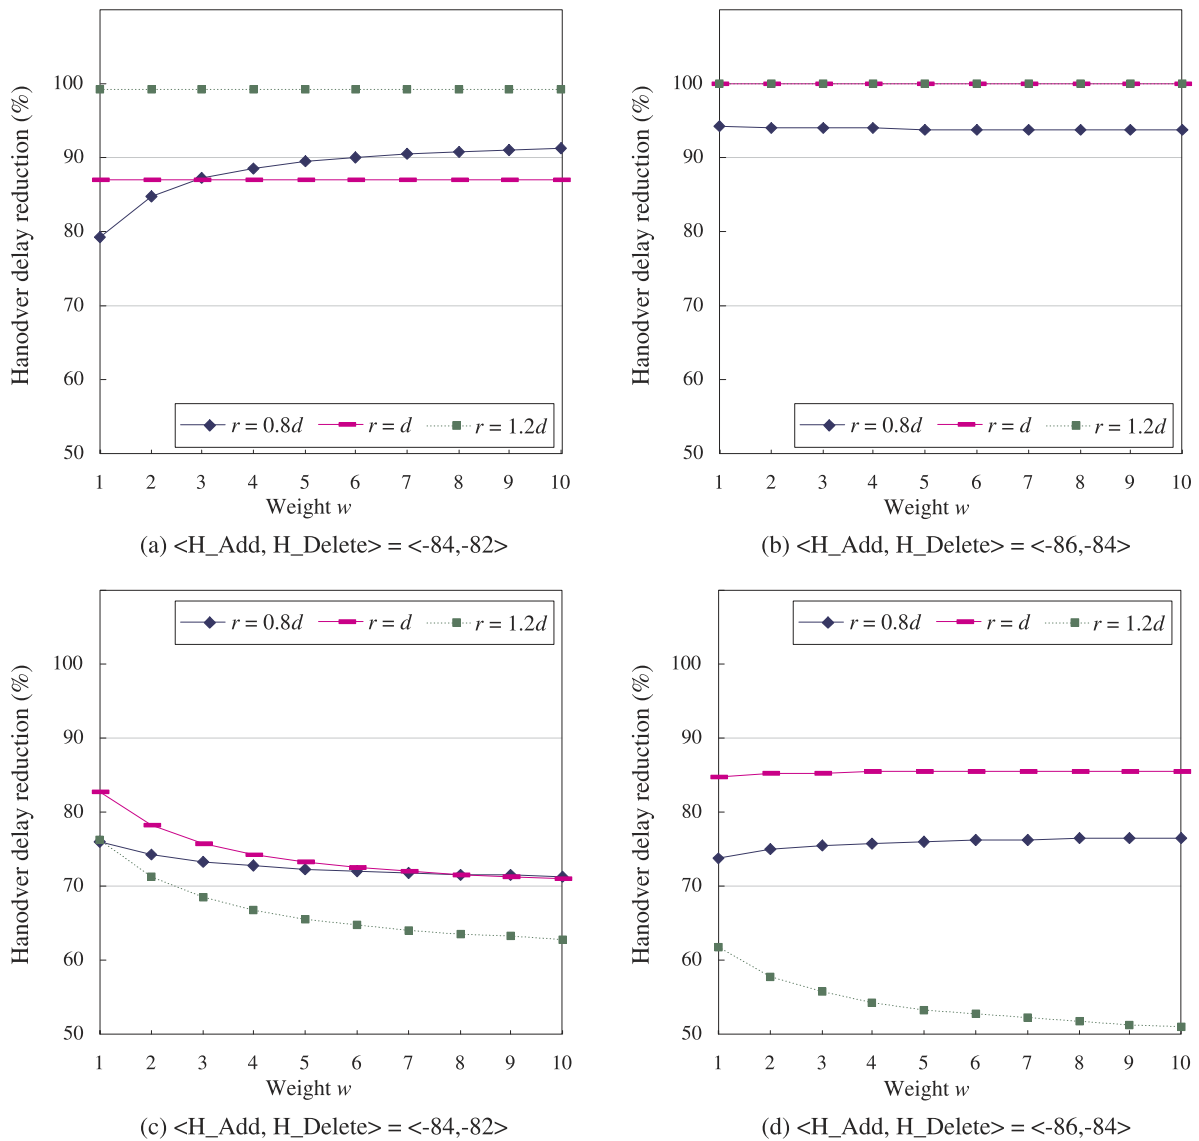 Hanodver delay reduction (%)
100
90
80
70
60
50
r = 0.8d r = d r = 1.2d
1 2 3 4 5 6 7 8 9 10
Weight w
(a) <H_Add, H_Delete> = <-84,-82>
Hanodver delay reduction (%)
100
90
80
70
60
50
r = 0.8d r = d r = 1.2d
1 2 3 4 5 6 7 8 9 10
Weight w
(b) <H_Add, H_Delete> = <-86,-84>
Hanodver delay reduction (%)
r = 0.8d r = d r = 1.2d
100
90
80
70
60
50
1 2 3 4 5 6 7 8 9 10
Weight w
(c) <H_Add, H_Delete> = <-84,-82>
Hanodver delay reduction (%)
r = 0.8d r = d r = 1.2d
100
90
80
70
60
50
1 2 3 4 5 6 7 8 9 10
Weight w
(d) <H_Add, H_Delete> = <-86,-84>